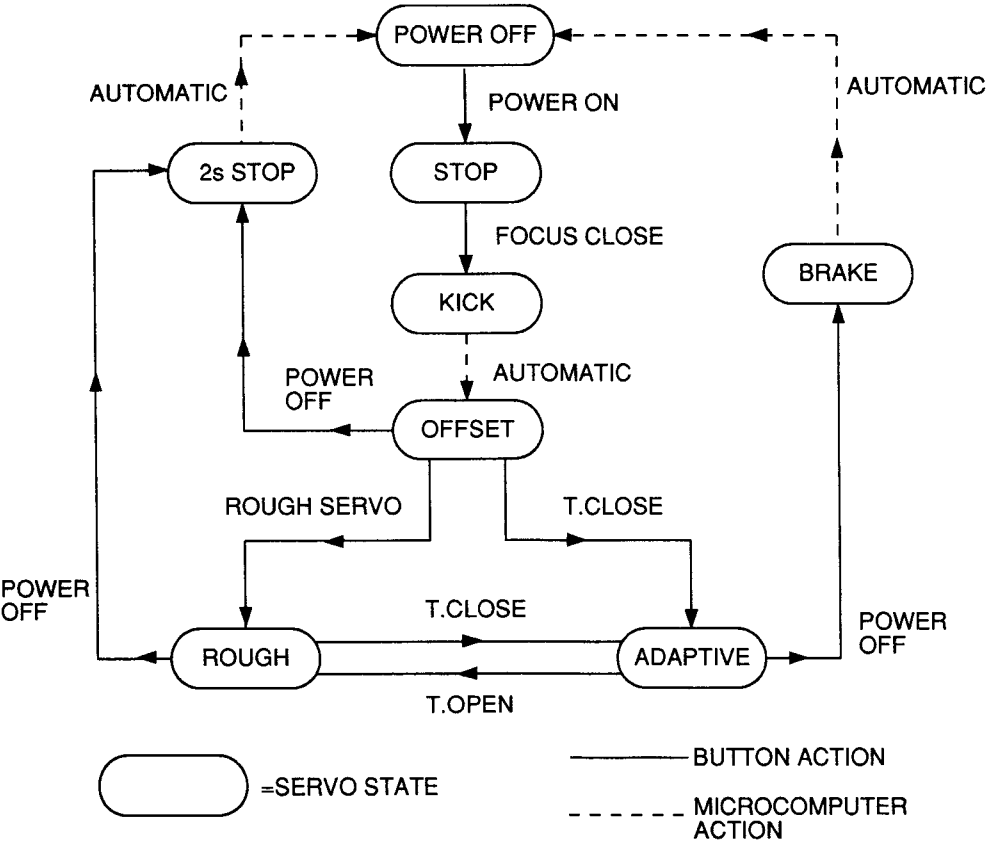 POWER OFF
AUTOMATIC
POWER ON
AUTOMATIC
2s STOP
STOP
FOCUS CLOSE
BRAKE
KICK
POWER
OFF
AUTOMATIC
OFFSET
ROUGH SERVO
T.CLOSE
POWER
OFF
T.CLOSE
POWER
OFF
ROUGH
ADAPTIVE
T.OPEN
=SERVO STATE
BUTTON ACTION
MICROCOMPUTER
ACTION